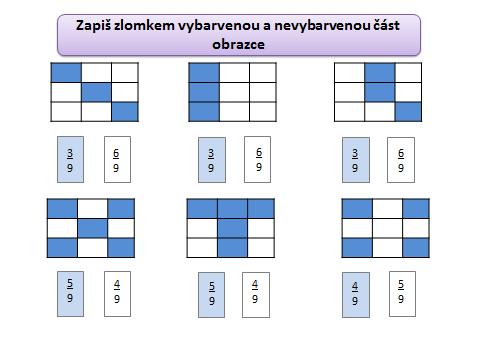 Zapiš zlomkem vybarvenou a nevybarvenou část
obrazce
3 6 3 6 3 6
9 9 9 9 9 9
5 4 5 4 4 5
9 9 9 9 9 9